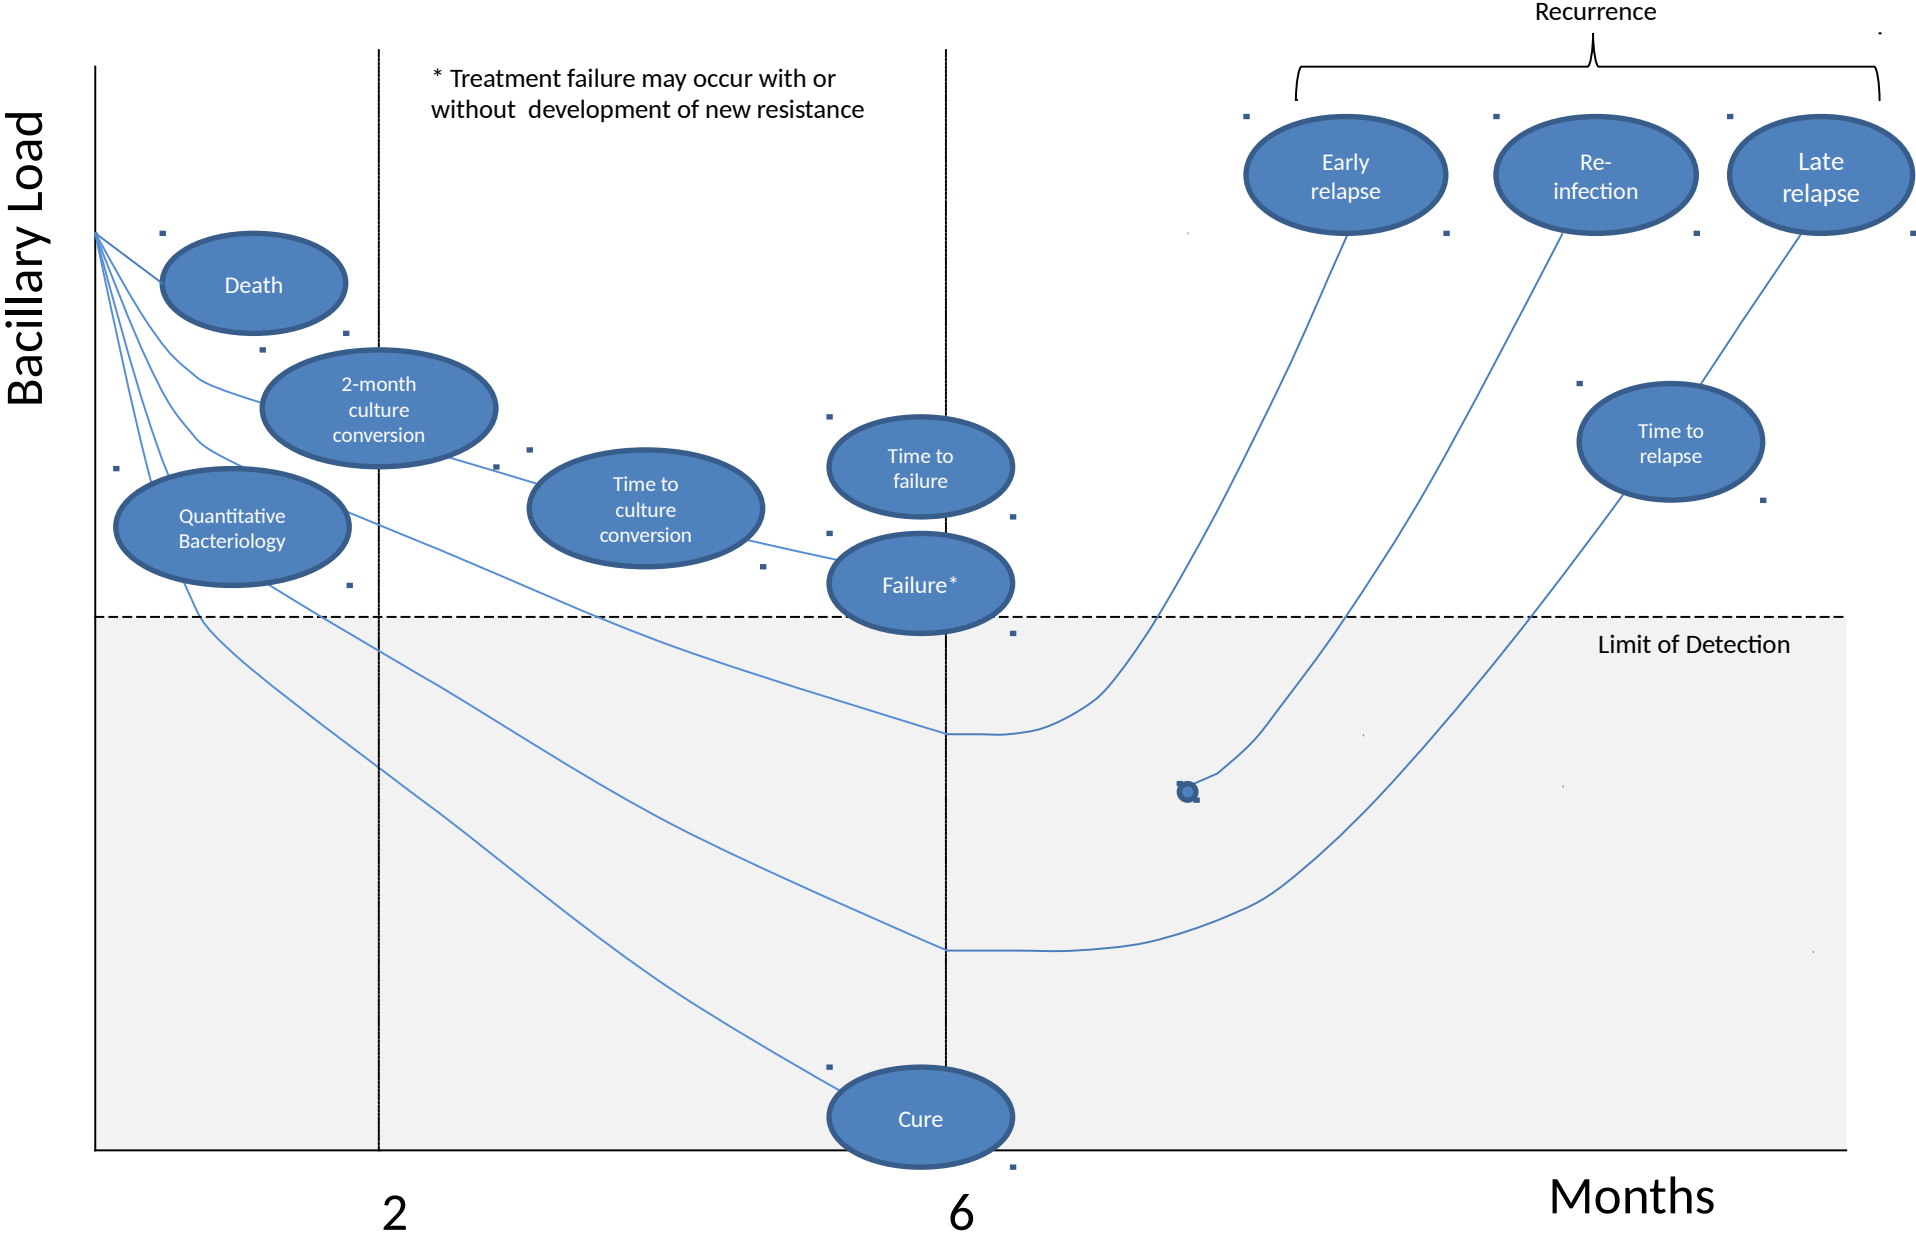 Recurrence
* Treatment failure may occur with or
without  development of new resistance
Bacillary Load
Early
relapse
Re-
infection
Late
relapse
Death
2-month
culture
conversion
Time to
culture
conversion
Time to
failure
Time to
relapse
Quantitative
Bacteriology
Failure*
Limit of Detection
Cure
2
6
Months